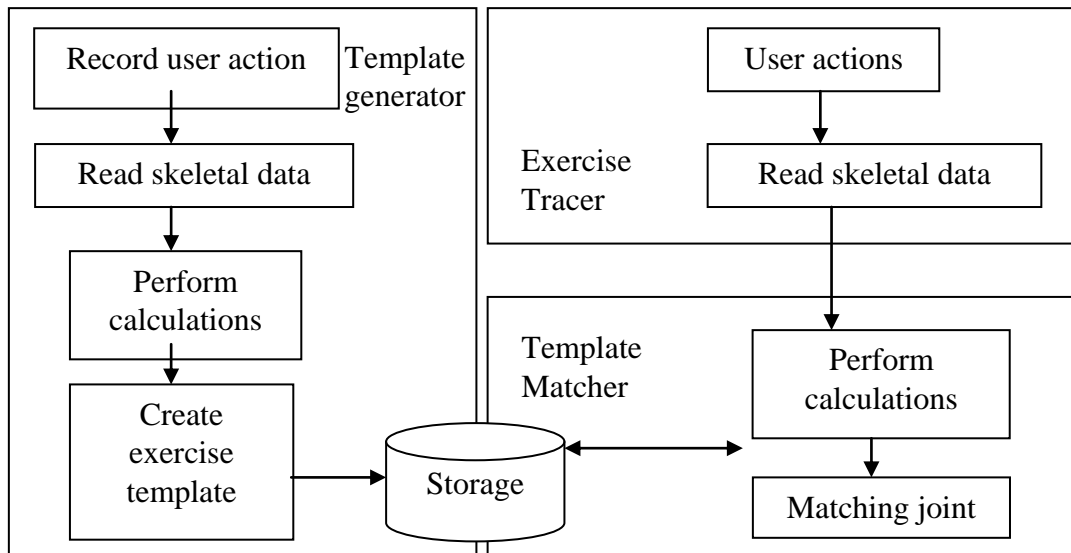 Record user action
Template
generator
Read skeletal data
Perform
calculations
Create
exercise
template
Storage
User actions
Exercise
Tracer
Read skeletal data
Template
Matcher
Perform
calculations
Matching joint